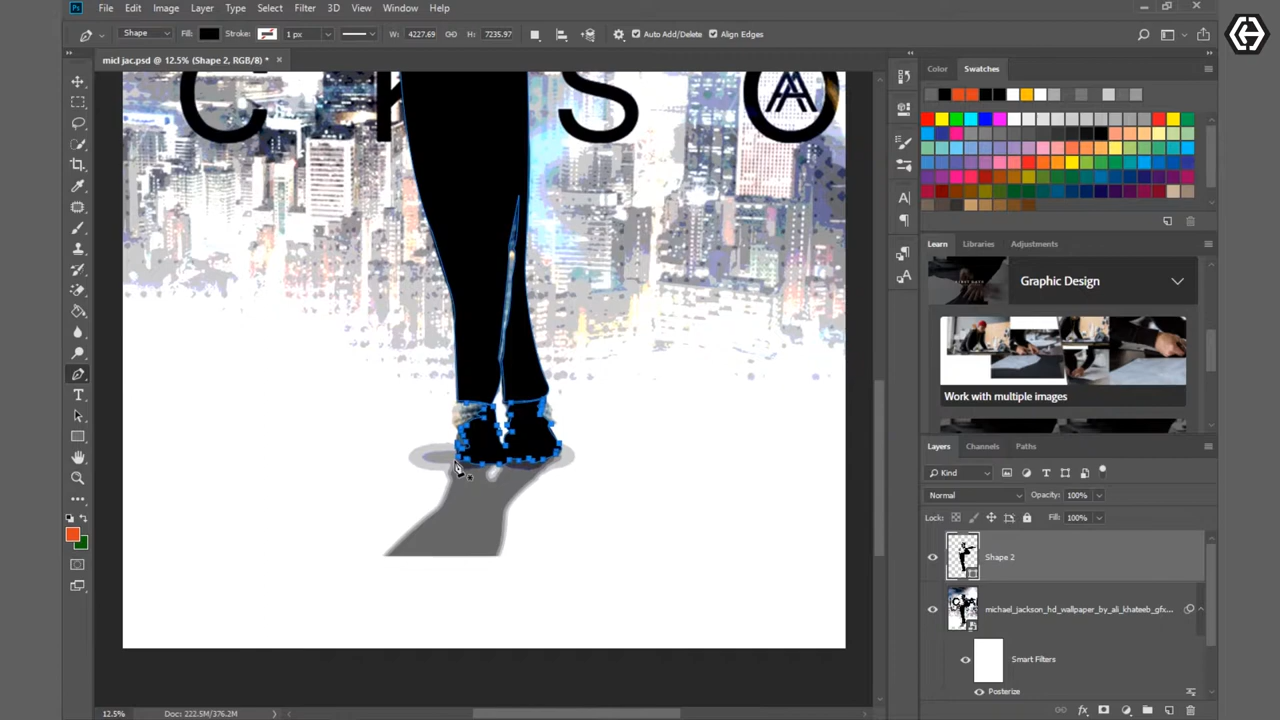 Ps File Edit Image Layer Type Select Filter 3D View Window Help
Shape Fill: Stroke: 1 px W: 4227.69 H: 7235.97 Auto Add/Delete Align Edges
micl jac.psd @ 12.5% (Shape 2, RGB/8) *
Color Swatches
C K S O
Learn Libraries Adjustments
Graphic Design
Work with multiple images
Layers Channels Paths
Kind
Normal Opacity: 100%
Lock: Fill: 100%
Shape 2
michael_jackson_hd_wallpaper_by_ali_khateeb_gfx...
Smart Filters
Posterize
12.5% Doc: 222.5M/376.2M